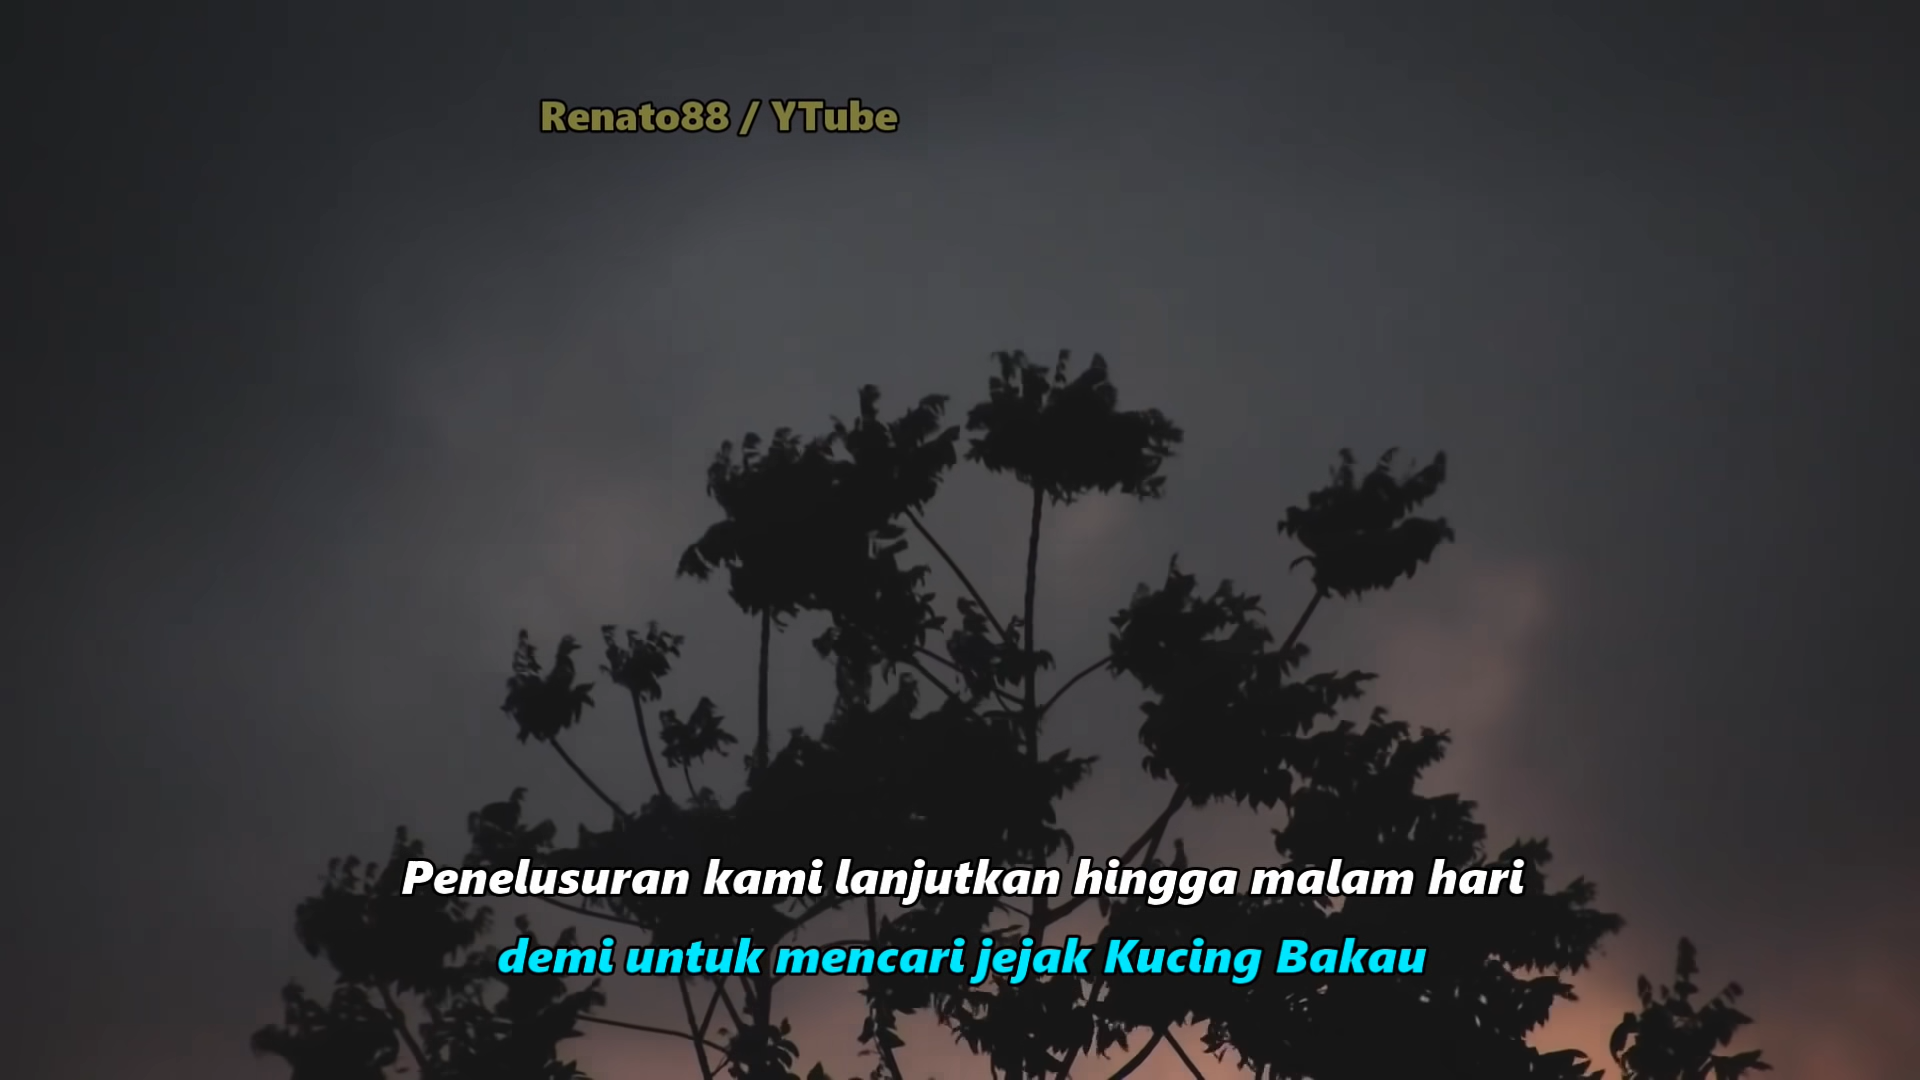 Renato88 / YTube
Penelusuran kami lanjutkan hingga malam hari
demi untuk mencari jejak Kucing Bakau